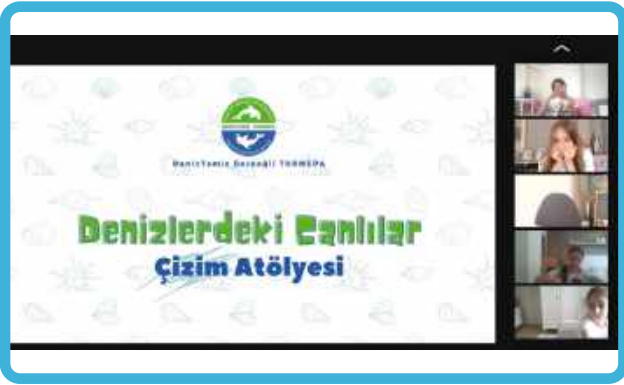 DenizTemiz Derneği/ TURMEPA
Denizlerdeki Canlılar
Çizim Atölyesi